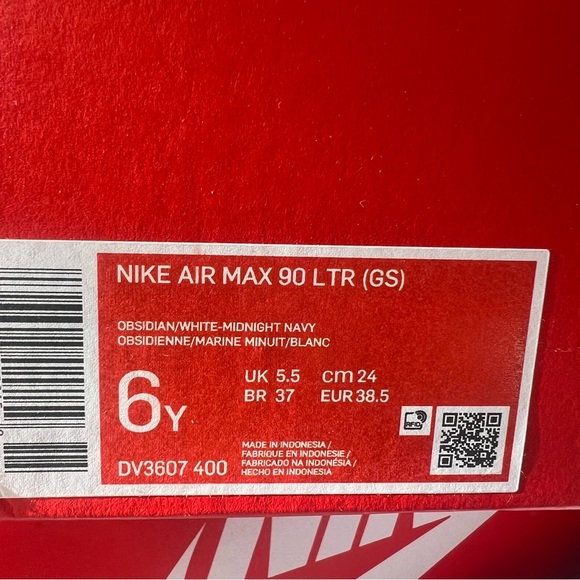 NIKE AIR MAX 90 LTR (GS)
OBSIDIAN/WHITE-MIDNIGHT NAVY
OBSIDIENNE/MARINE MINUIT/BLANC
6Y
UK 5.5 cm 24
BR 37 EUR 38.5
RFID
MADE IN INDONESIA /
FABRIQUE EN INDONESIE /
FABRICADO NA INDONÉSIA /
HECHO EN INDONESIA
DV3607 400